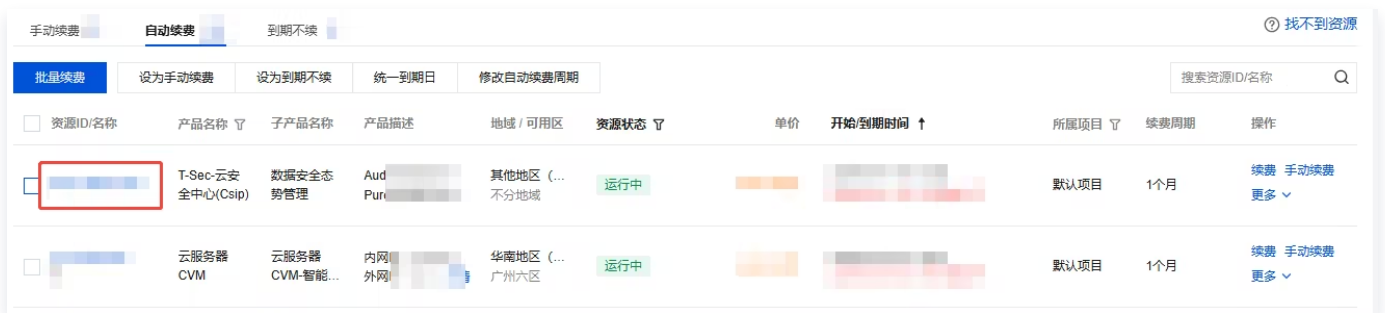 手动续费 自动续费 到期不续 找不到资源
批量续费 设为手动续费 设为到期不续 统一到期日 修改自动续费周期 搜索资源ID/名称
资源ID/名称 产品名称 子产品名称 产品描述 地域 / 可用区 资源状态 单价 开始/到期时间 ↑ 所属项目 续费周期 操作
T-Sec-云安 数据安全态 Aud 其他地区（... 续费 手动续费
全中心(Csip) 势管理 Pur 不分地域 运行中 默认项目 1个月 更多
云服务器 云服务器 内网 华南地区（... 续费 手动续费
CVM CVM-智能... 外网 广州六区 运行中 默认项目 1个月 更多